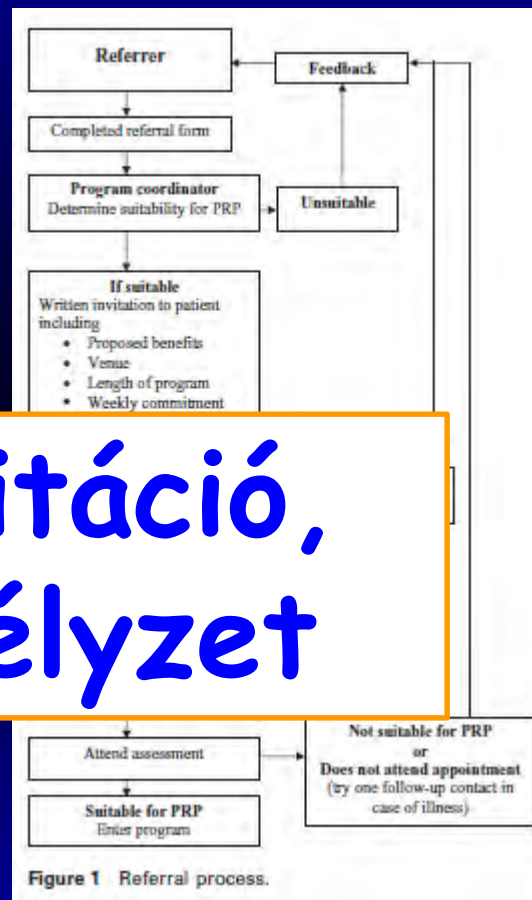 Referrer
Feedback
Completed referral form
Program coordinator
Determine suitability for PRP
Unsuitable
If suitable
Written invitation to patient
including
• Proposed benefits
• Venue
• Length of program
• Weekly commitment
itáció,
élyzet
Attend assessment
Not suitable for PRP
or
Does not attend appointment
(try one follow-up contact in
case of illness)
Suitable for PRP
Enter program
Figure 1 Referral process.